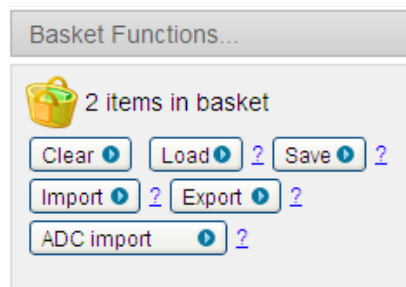 Basket Functions...
2 items in basket
Clear Load ? Save ?
Import ? Export ?
ADC import ?